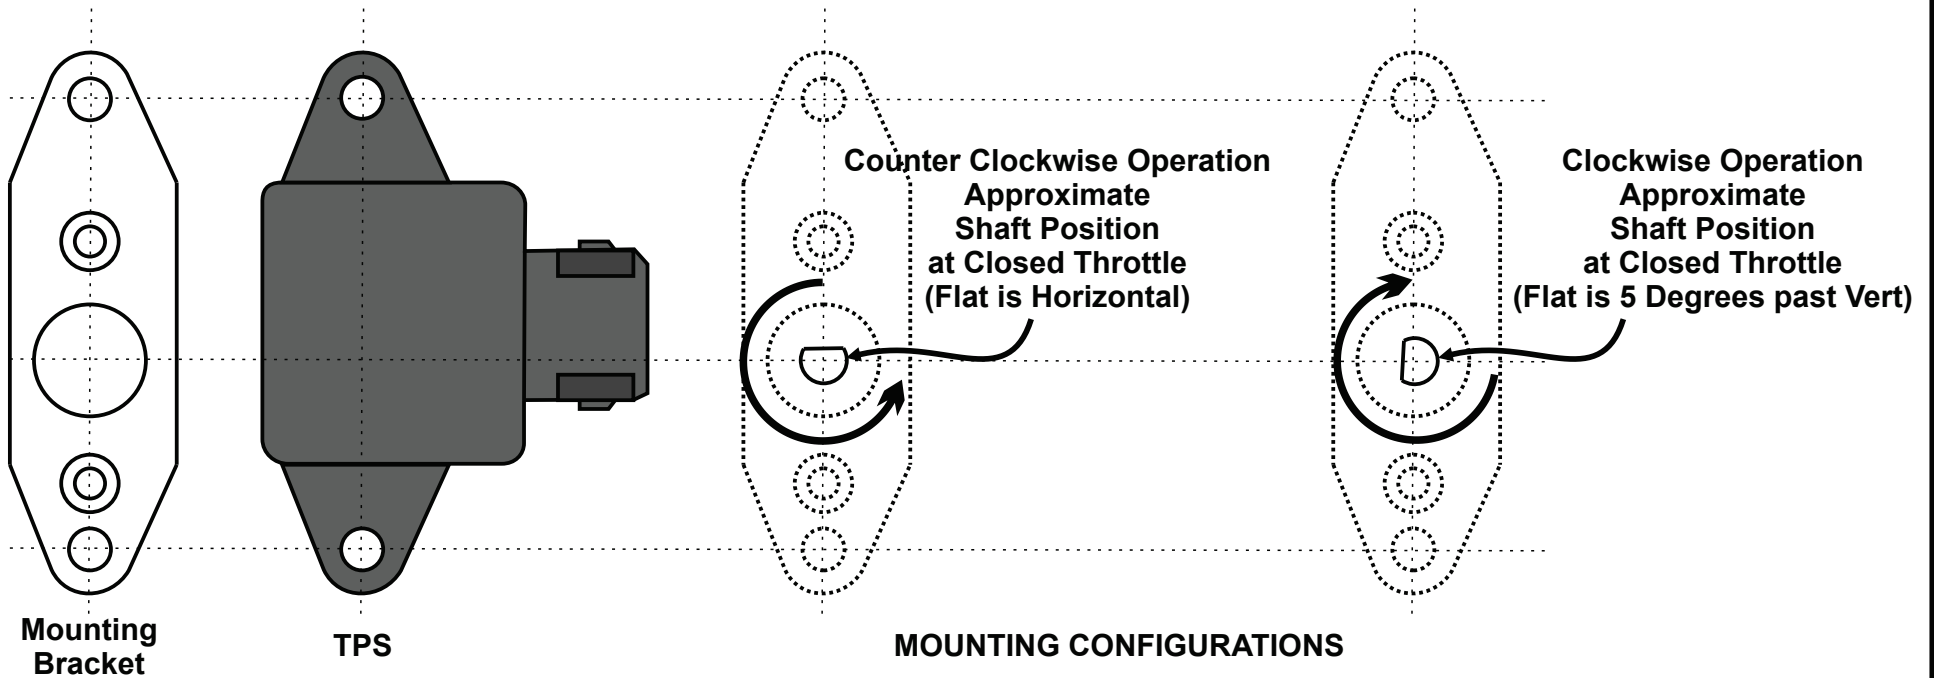 Counter Clockwise Operation
Approximate
Shaft Position
at Closed Throttle
(Flat is Horizontal)
Clockwise Operation
Approximate
Shaft Position
at Closed Throttle
(Flat is 5 Degrees past Vert)
Mounting
Bracket
TPS
MOUNTING CONFIGURATIONS